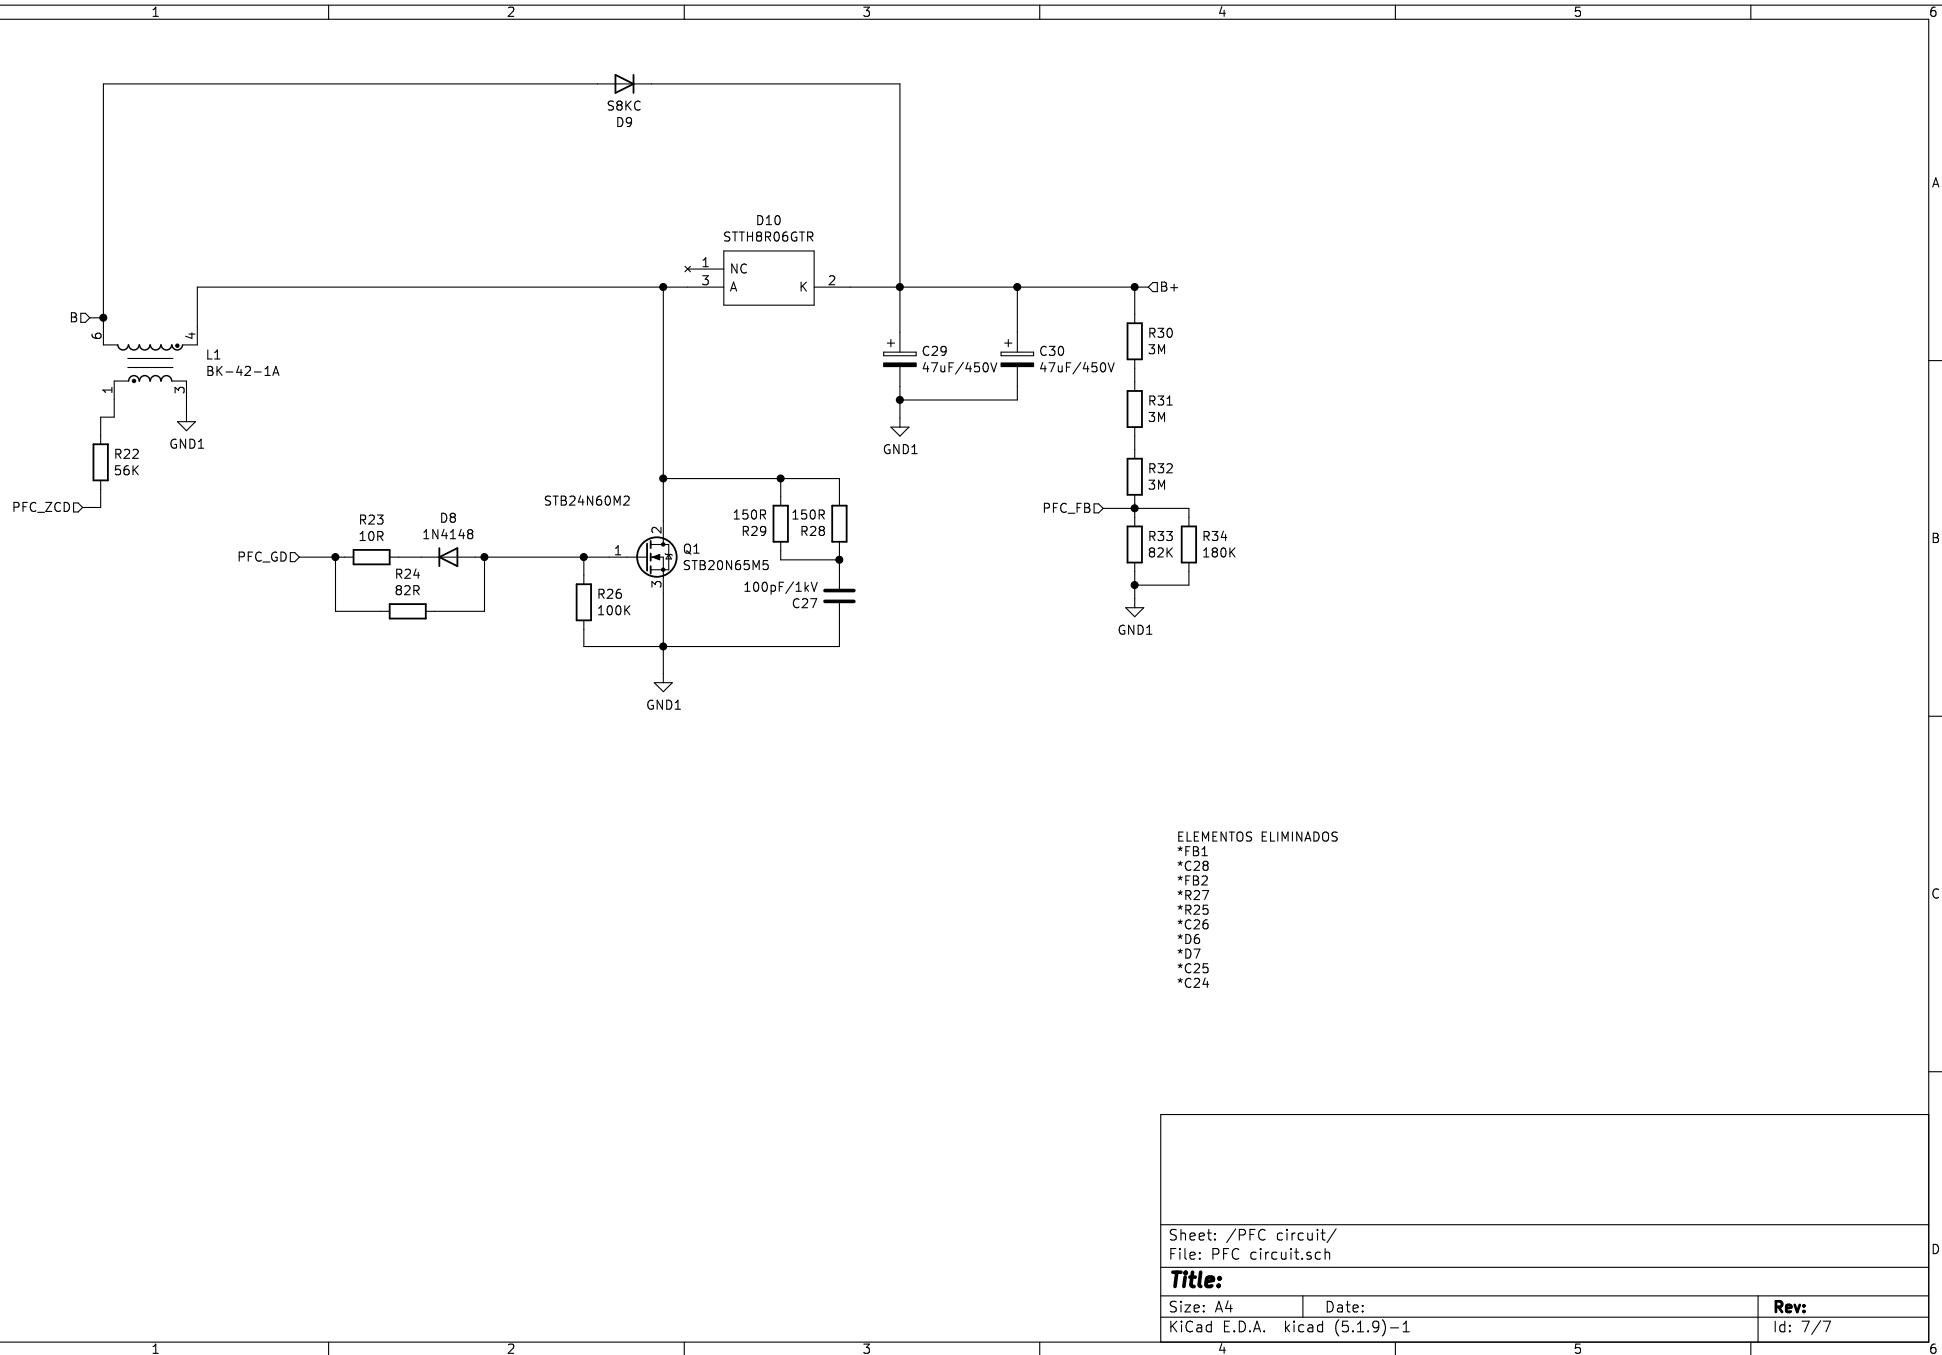 1 2 3 4 5 6
S8KC
D9
A
D10
STTH8R06GTR
1 NC
3 A K 2
B+
B
6 4
L1
BK-42-1A
1 3
GND1
R22
56K
PFC_ZCD
+ C29
47uF/450V
+ C30
47uF/450V
GND1
R30
3M
R31
3M
R32
3M
PFC_FB
R33
82K
R34
180K
GND1
B
STB24N60M2
R23
10R
D8
1N4148
PFC_GD
R24
82R
1
2
3
Q1
STB20N65M5
R26
100K
150R
R29
150R
R28
100pF/1kV
C27
GND1
ELEMENTOS ELIMINADOS
*FB1
*C28
*FB2
*R27
*R25
*C26
*D6
*D7
*C25
*C24
C
Sheet: /PFC circuit/
File: PFC circuit.sch
D
Title:
Size: A4 Date: Rev:
KiCad E.D.A. kicad (5.1.9)-1 Id: 7/7
1 2 3 4 5 6